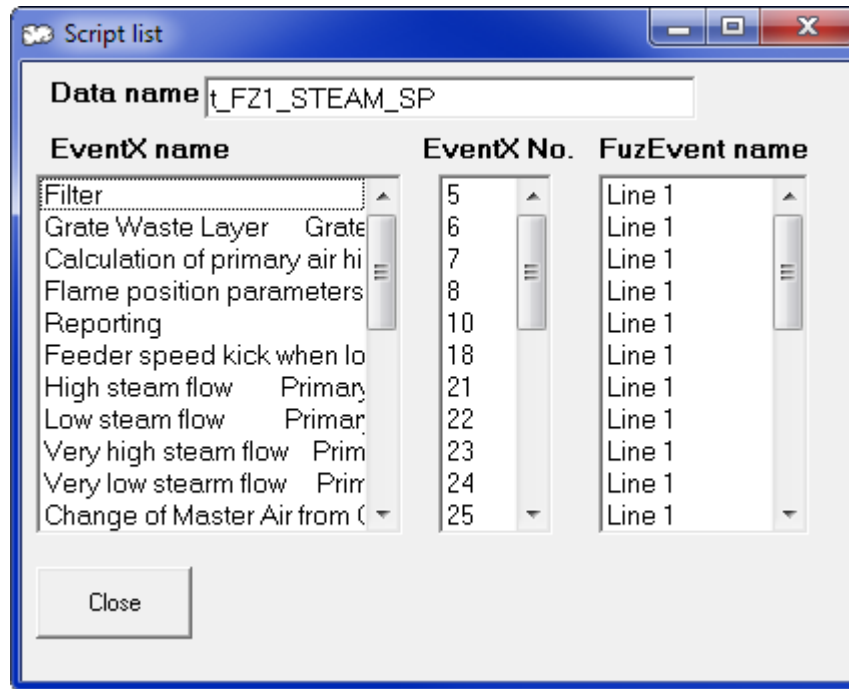 Script list
Data name t_FZ1_STEAM_SP
EventX name EventX No. FuzEvent name
Filter 5 Line 1
Grate Waste Layer Grate 6 Line 1
Calculation of primary air hi 7 Line 1
Flame position parameters 8 Line 1
Reporting 10 Line 1
Feeder speed kick when lo 18 Line 1
High steam flow Primary 21 Line 1
Low steam flow Primar 22 Line 1
Very high steam flow Prim 23 Line 1
Very low stearm flow Prim 24 Line 1
Change of Master Air from ( 25 Line 1
Close